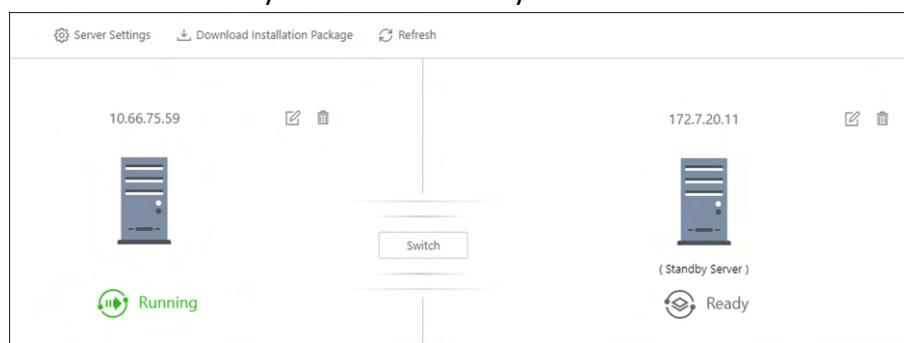 Server Settings Download Installation Package Refresh
10.66.75.59
172.7.20.11
Switch
( Standby Server )
Running
Ready